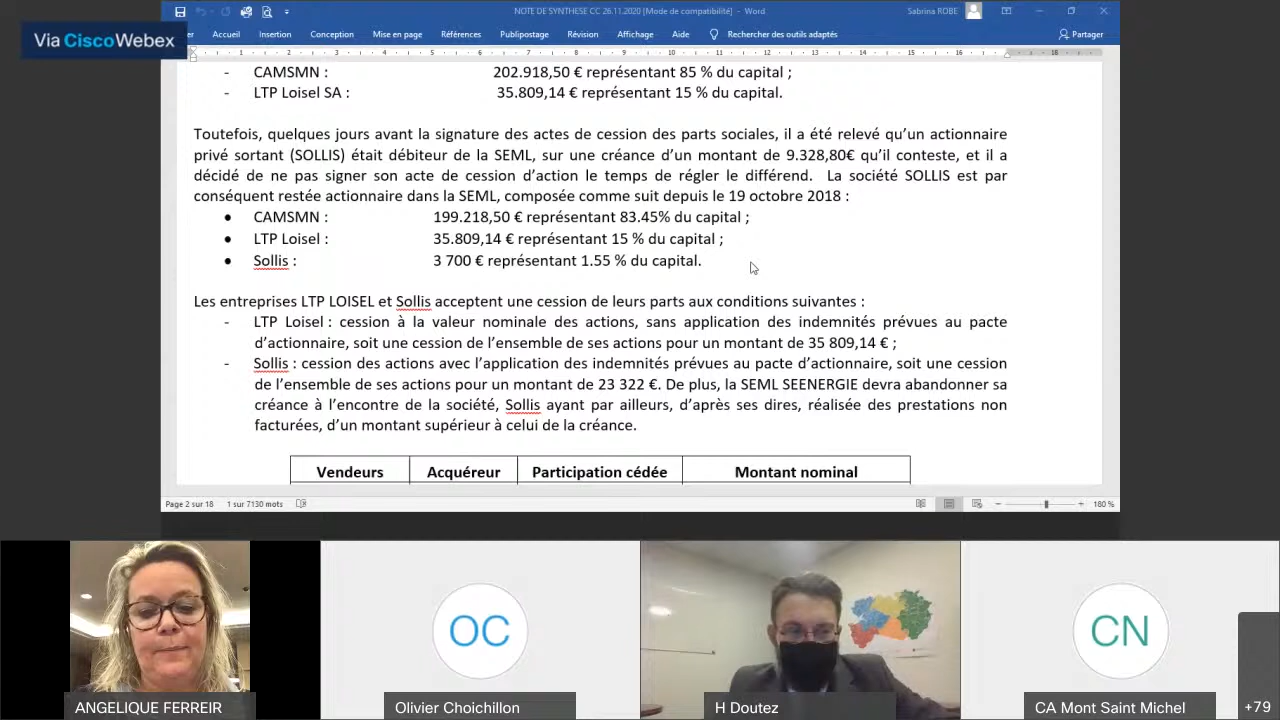 NOTE DE SYNTHESE CC 26.11.2020 [Mode de compatibilité] - Word
Sabrina ROBE
Via CiscoWebex
Accueil Insertion Conception Mise en page Références Publipostage Révision Affichage Aide Rechercher des outils adaptés Partager
- CAMSMN : 202.918,50 € représentant 85 % du capital ;
- LTP Loisel SA : 35.809,14 € représentant 15 % du capital.
Toutefois, quelques jours avant la signature des actes de cession des parts sociales, il a été relevé qu'un actionnaire
privé sortant (SOLLIS) était débiteur de la SEML, sur une créance d'un montant de 9.328,80€ qu'il conteste, et il a
décidé de ne pas signer son acte de cession d'action le temps de régler le différend. La société SOLLIS est par
conséquent restée actionnaire dans la SEML, composée comme suit depuis le 19 octobre 2018 :
• CAMSMN : 199.218,50 € représentant 83.45% du capital ;
• LTP Loisel : 35.809,14 € représentant 15 % du capital ;
• Sollis : 3 700 € représentant 1.55 % du capital.
Les entreprises LTP LOISEL et Sollis acceptent une cession de leurs parts aux conditions suivantes :
- LTP Loisel : cession à la valeur nominale des actions, sans application des indemnités prévues au pacte
d'actionnaire, soit une cession de l'ensemble de ses actions pour un montant de 35 809,14 € ;
- Sollis : cession des actions avec l'application des indemnités prévues au pacte d'actionnaire, soit une cession
de l'ensemble de ses actions pour un montant de 23 322 €. De plus, la SEML SEENERGIE devra abandonner sa
créance à l'encontre de la société, Sollis ayant par ailleurs, d'après ses dires, réalisée des prestations non
facturées, d'un montant supérieur à celui de la créance.
Vendeurs Acquéreur Participation cédée Montant nominal
Page 2 sur 18 1 sur 7130 mots 180 %
OC
CN
ANGELIQUE FERREIR
Olivier Choichillon
H Doutez
CA Mont Saint Michel
+79